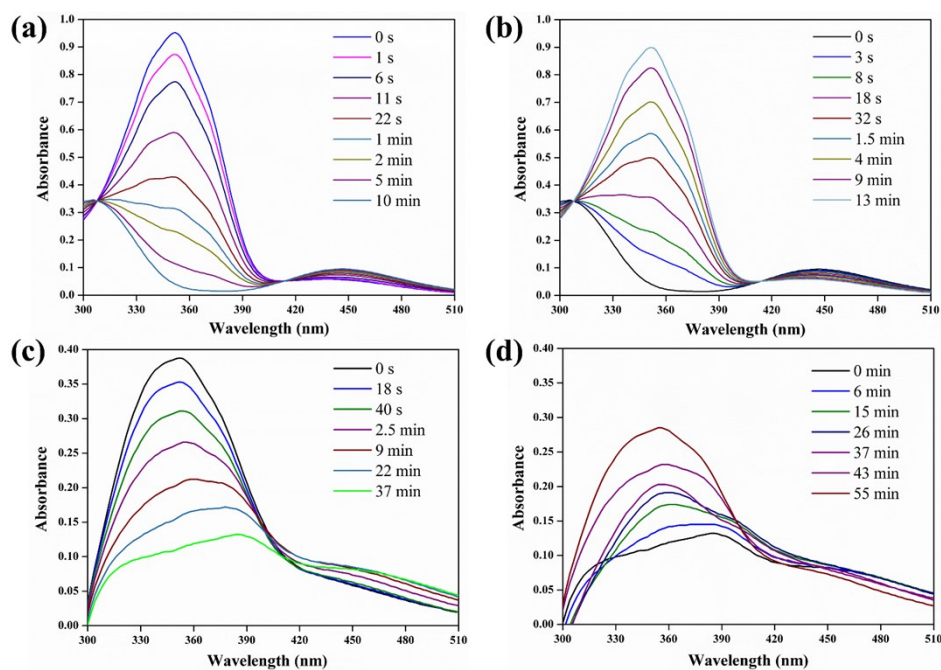 (a)
Absorbance
1.0
0.9
0.8
0.7
0.6
0.5
0.4
0.3
0.2
0.1
0.0
0 s
1 s
6 s
11 s
22 s
1 min
2 min
5 min
10 min
300 330 360 390 420 450 480 510
Wavelength (nm)
(b)
Absorbance
1.0
0.9
0.8
0.7
0.6
0.5
0.4
0.3
0.2
0.1
0.0
0 s
3 s
8 s
18 s
32 s
1.5 min
4 min
9 min
13 min
300 330 360 390 420 450 480 510
Wavelength (nm)
(c)
Absorbance
0.40
0.35
0.30
0.25
0.20
0.15
0.10
0.05
0.00
0 s
18 s
40 s
2.5 min
9 min
22 min
37 min
300 330 360 390 420 450 480 510
Wavelength (nm)
(d)
Absorbance
0.40
0.35
0.30
0.25
0.20
0.15
0.10
0.05
0.00
0 min
6 min
15 min
26 min
37 min
43 min
55 min
300 330 360 390 420 450 480 510
Wavelength (nm)